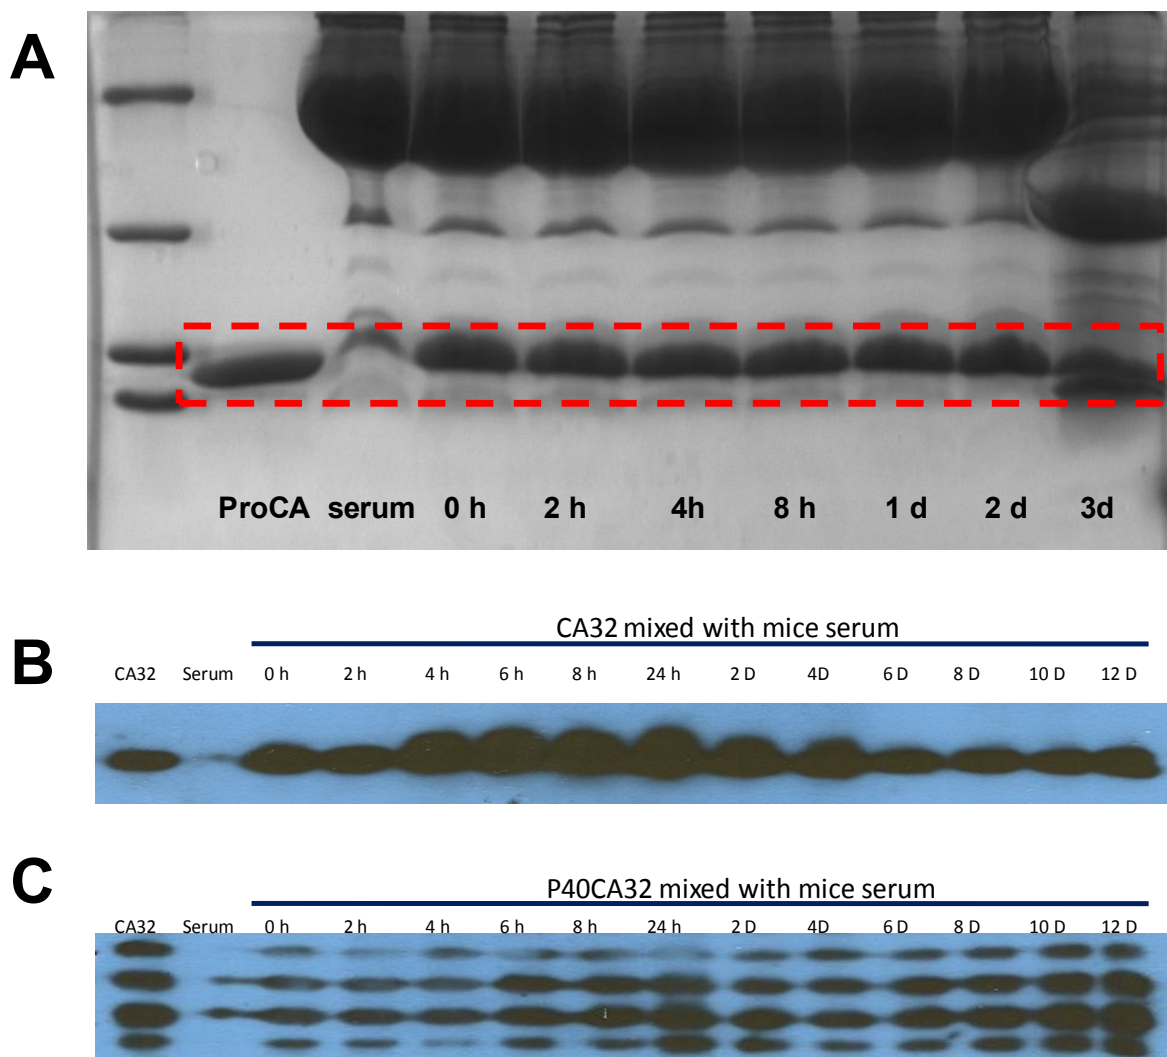 A
ProCA serum 0 h 2 h 4h 8 h 1 d 2 d 3d
B
CA32 mixed with mice serum
CA32 Serum 0 h 2 h 4 h 6 h 8 h 24 h 2 D 4D 6 D 8 D 10 D 12 D
C
P40CA32 mixed with mice serum
CA32 Serum 0 h 2 h 4 h 6 h 8 h 24 h 2 D 4D 6 D 8 D 10 D 12 D